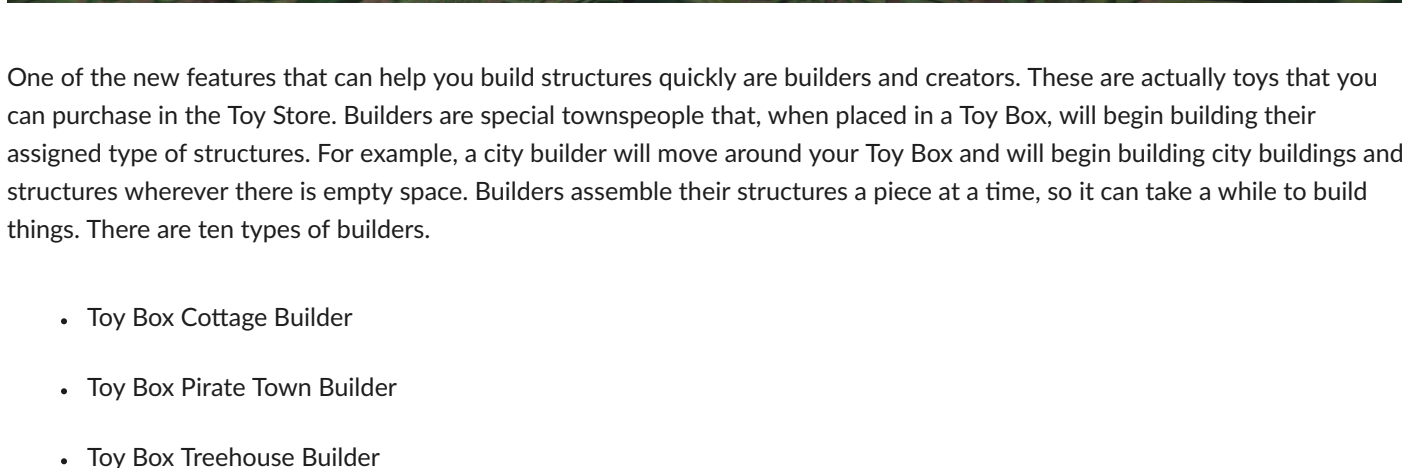 One of the new features that can help you build structures quickly are builders and creators. These are actually toys that you
can purchase in the Toy Store. Builders are special townspeople that, when placed in a Toy Box, will begin building their
assigned type of structures. For example, a city builder will move around your Toy Box and will begin building city buildings and
structures wherever there is empty space. Builders assemble their structures a piece at a time, so it can take a while to build
things. There are ten types of builders.
• Toy Box Cottage Builder
• Toy Box Pirate Town Builder
• Toy Box Treehouse Builder